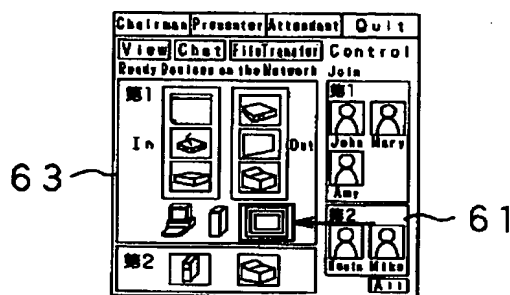 Chairman Presenter Attendant Quit
View Chat FileTransfer Control
Ready Devices on the Network Join
第1 第1
In Out
John Mary
63
Amy
61
第2
Kevin Mike
第2
All